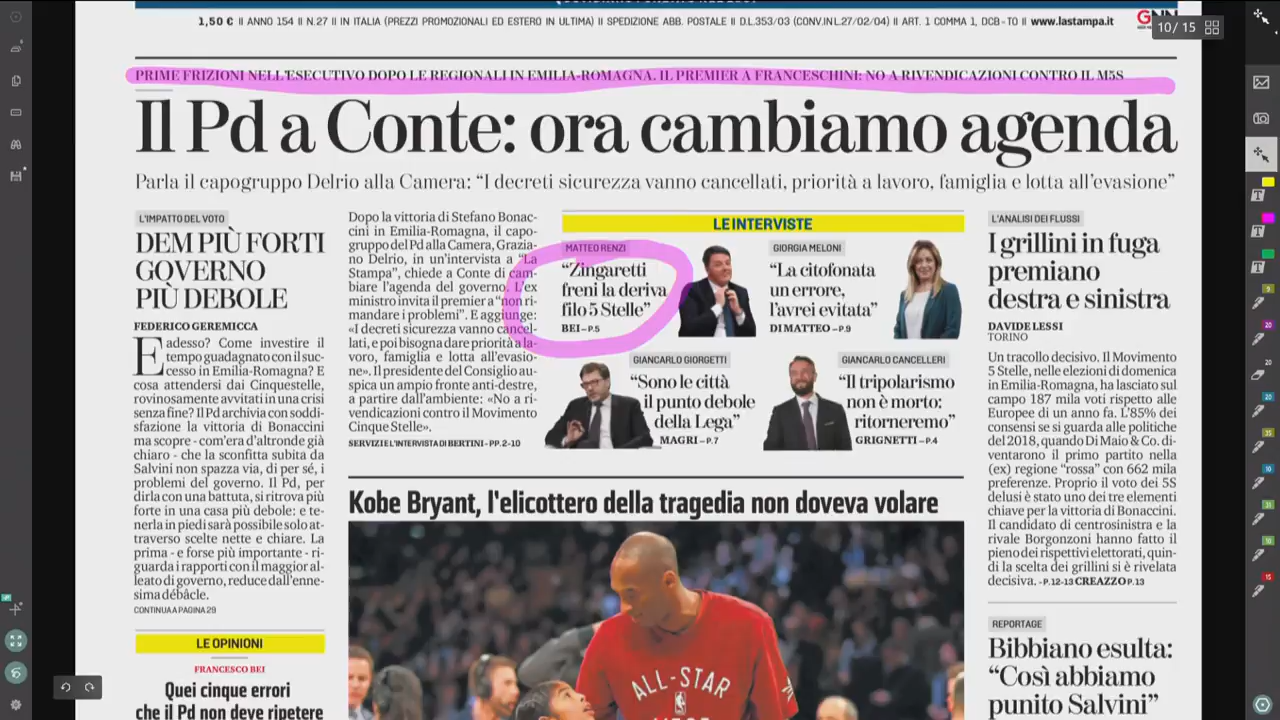 1,50 € II ANNO 154 II N.27 II IN ITALIA (PREZZI PROMOZIONALI ED ESTERO IN ULTIMA) II SPEDIZIONE ABB. POSTALE II D.L.353/03 (CONV.IN L.27/02/04) II ART. 1 COMMA 1, DCB - TO II www.lastampa.it
GNN
10/ 15
PRIME FRIZIONI NELL'ESECUTIVO DOPO LE REGIONALI IN EMILIA-ROMAGNA. IL PREMIER A FRANCESCHINI: NO A RIVENDICAZIONI CONTRO IL M5S
Il Pd a Conte: ora cambiamo agenda
Parla il capogruppo Delrio alla Camera: “I decreti sicurezza vanno cancellati, priorità a lavoro, famiglia e lotta all'evasione”
L'IMPATTO DEL VOTO
DEM PIÙ FORTI
GOVERNO
PIÙ DEBOLE
FEDERICO GEREMICCA
E adesso? Come investire il
tempo guadagnato con il suc-
cesso in Emilia-Romagna? E
cosa attendersi dai Cinquestelle,
rovinosamente avvitati in una crisi
senza fine? Il Pd archivia con soddi-
sfazione la vittoria di Bonaccini
ma scopre - com'era d'altronde già
chiaro - che la sconfitta subita da
Salvini non spazza via, di per sé, i
problemi del governo. Il Pd, per
dirla con una battuta, si ritrova più
forte in una casa più debole: e te-
nerla in piedi sarà possibile solo at-
traverso scelte nette e chiare. La
prima - e forse più importante - ri-
guarda i rapporti con il maggior al-
leato di governo, reduce dall'enne-
sima débâcle.
CONTINUA A PAGINA 29
LE OPINIONI
FRANCESCO BEI
Quei cinque errori
che il Pd non deve ripetere
Dopo la vittoria di Stefano Bonac-
cini in Emilia-Romagna, il capo-
gruppo del Pd alla Camera, Grazia-
no Delrio, in un'intervista a “La
Stampa”, chiede a Conte di cam-
biare l'agenda del governo. L'ex
ministro invita il premier a “non ri-
mandare i problemi”. E aggiunge:
«I decreti sicurezza vanno cancel-
lati, e poi bisogna dare priorità a la-
voro, famiglia e lotta all'evasio-
ne». Il presidente del Consiglio au-
spica un ampio fronte anti-destre,
a partire dall'ambiente: «No a ri-
vendicazioni contro il Movimento
Cinque Stelle».
SERVIZI E L'INTERVISTA DI BERTINI - PP. 2-10
LE INTERVISTE
MATTEO RENZI
“Zingaretti
freni la deriva
filo 5 Stelle”
BEI – P.5
GIORGIA MELONI
“La citofonata
un errore,
l'avrei evitata”
DI MATTEO – P.9
GIANCARLO GIORGETTI
“Sono le città
il punto debole
della Lega”
MAGRI – P.7
GIANCARLO CANCELLERI
“Il tripolarismo
non è morto:
ritorneremo”
GRIGNETTI – P.4
Kobe Bryant, l'elicottero della tragedia non doveva volare
ALL-STAR
L'ANALISI DEI FLUSSI
I grillini in fuga
premiano
destra e sinistra
DAVIDE LESSI
TORINO
Un tracollo decisivo. Il Movimento
5 Stelle, nelle elezioni di domenica
in Emilia-Romagna, ha lasciato sul
campo 187 mila voti rispetto alle
Europee di un anno fa. L'85% dei
consensi se si guarda alle politiche
del 2018, quando Di Maio & Co. di-
ventarono il primo partito nella
(ex) regione “rossa” con 662 mila
preferenze. Proprio il voto dei 5S
delusi è stato uno dei tre elementi
chiave per la vittoria di Bonaccini.
Il candidato di centrosinistra e la
rivale Borgonzoni hanno fatto il
pieno dei rispettivi elettorati, quin-
di la scelta dei grillini si è rivelata
decisiva. - P.12-13 CREAZZO P.13
REPORTAGE
Bibbiano esulta:
“Così abbiamo
punito Salvini”